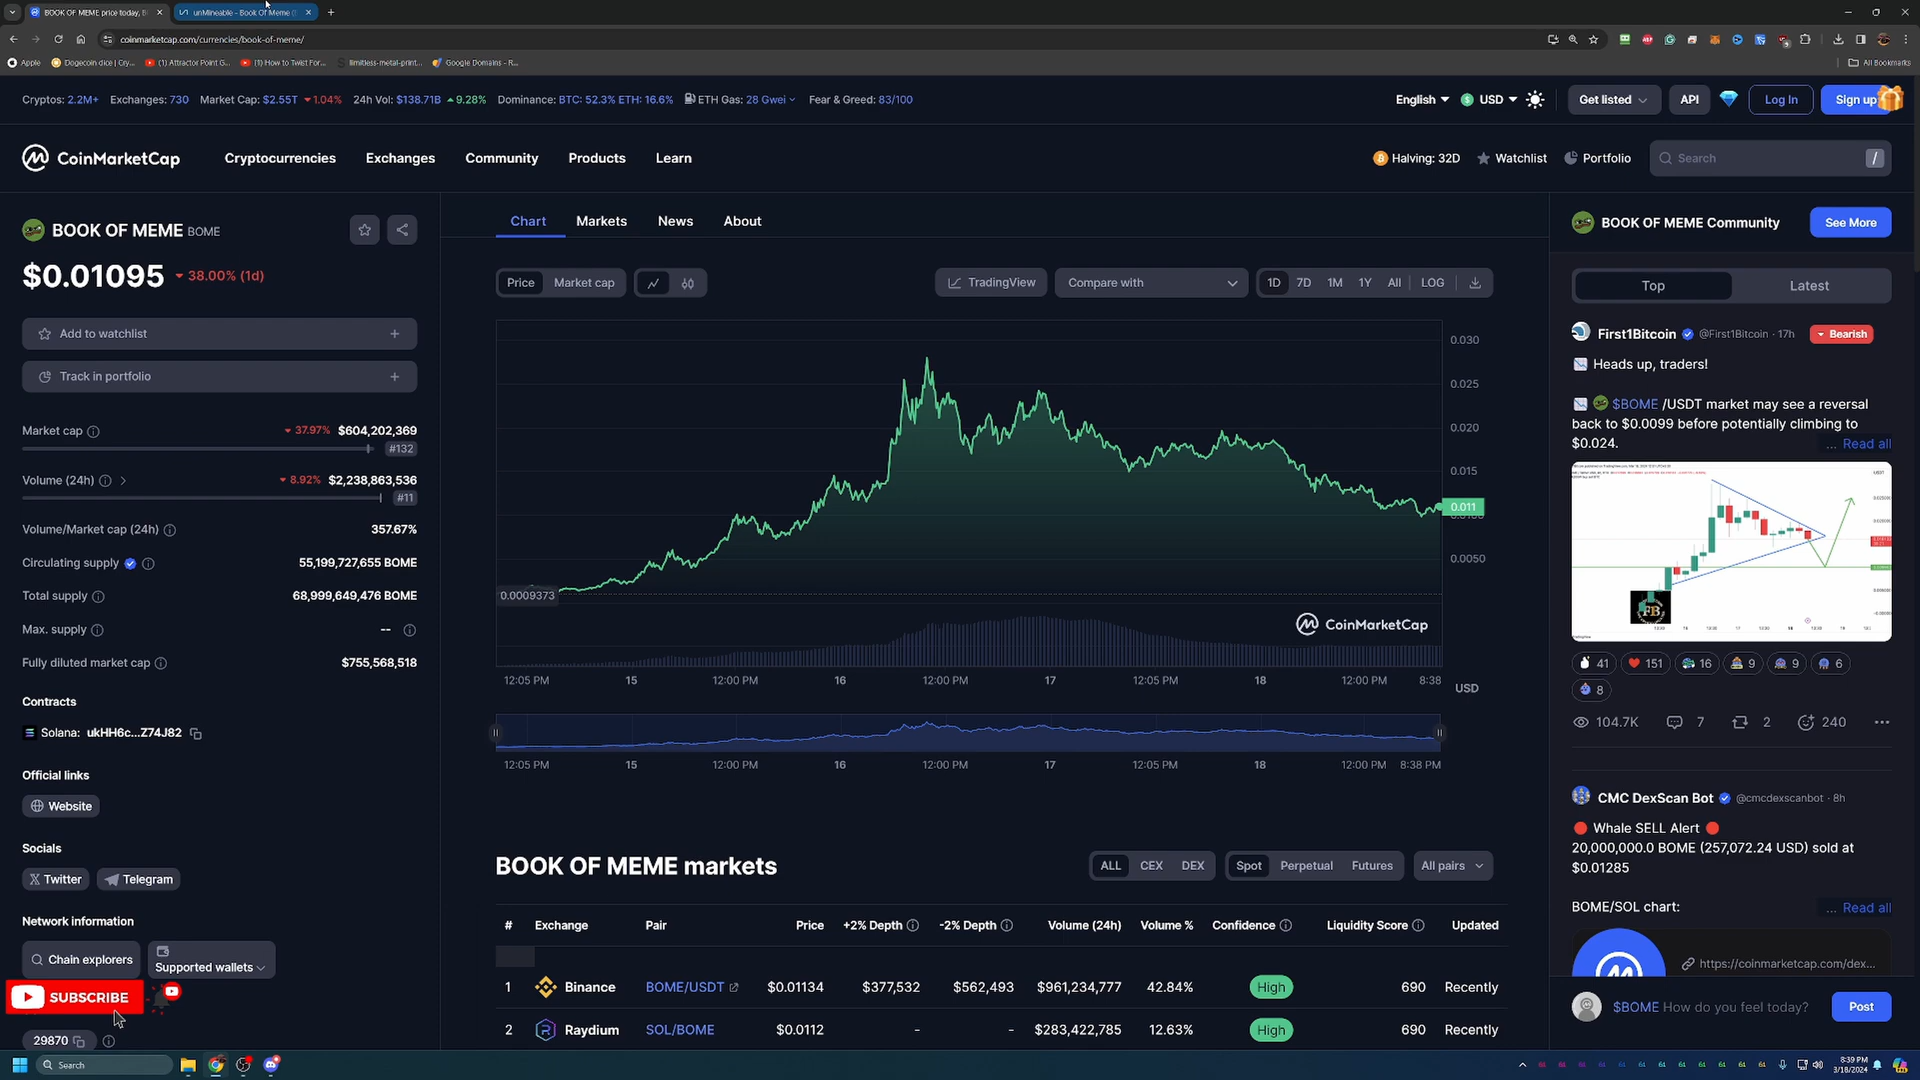 BOOK OF MEME price today, B
unMineable - Book Of Meme (
coinmarketcap.com/currencies/book-of-meme/
Apple
Dogecoin dice | Cry...
(1) Attractor Point G...
(1) How to Twist For...
limitless-metal-print...
Google Domains - R...
All Bookmarks
Cryptos: 2.2M+ Exchanges: 730 Market Cap: $2.55T 1.04% 24h Vol: $138.71B 9.28% Dominance: BTC: 52.3% ETH: 16.6% ETH Gas: 28 Gwei Fear & Greed: 83/100
English USD Get listed API Log In Sign up
CoinMarketCap
Cryptocurrencies Exchanges Community Products Learn
Halving: 32D Watchlist Portfolio Search /
BOOK OF MEME BOME
$0.01095 38.00% (1d)
Add to watchlist +
Track in portfolio +
Market cap 37.97% $604,202,369
#132
Volume (24h) 8.92% $2,238,863,536
#11
Volume/Market cap (24h) 357.67%
Circulating supply 55,199,727,655 BOME
Total supply 68,999,649,476 BOME
Max. supply --
Fully diluted market cap $755,568,518
Contracts
Solana: ukHH6c...Z74J82
Official links
Website
Socials
Twitter Telegram
Network information
Chain explorers Supported wallets
SUBSCRIBE
29870
Chart Markets News About
Price Market cap
TradingView Compare with 1D 7D 1M 1Y All LOG
0.030
0.025
0.020
0.015
0.011
0.0050
0.0009373
CoinMarketCap
12:05 PM 15 12:00 PM 16 12:00 PM 17 12:05 PM 18 12:00 PM 8:38
USD
12:05 PM 15 12:00 PM 16 12:00 PM 17 12:05 PM 18 12:00 PM 8:38 PM
BOOK OF MEME markets
ALL CEX DEX Spot Perpetual Futures All pairs
# Exchange Pair Price +2% Depth -2% Depth Volume (24h) Volume % Confidence Liquidity Score Updated
1 Binance BOME/USDT $0.01134 $377,532 $562,493 $961,234,777 42.84% High 690 Recently
2 Raydium SOL/BOME $0.0112 - - $283,422,785 12.63% High 690 Recently
BOOK OF MEME Community See More
Top Latest
First1Bitcoin @First1Bitcoin · 17h Bearish
Heads up, traders!
$BOME /USDT market may see a reversal
back to $0.0099 before potentially climbing to
$0.024. ... Read all
FB
41 151 16 9 9 6
8
104.7K 7 2 240
CMC DexScan Bot @cmcdexscanbot · 8h
Whale SELL Alert
20,000,000.0 BOME (257,072.24 USD) sold at
$0.01285
BOME/SOL chart: ... Read all
https://coinmarketcap.com/dex...
$BOME How do you feel today? Post
Search
8:39 PM
3/18/2024